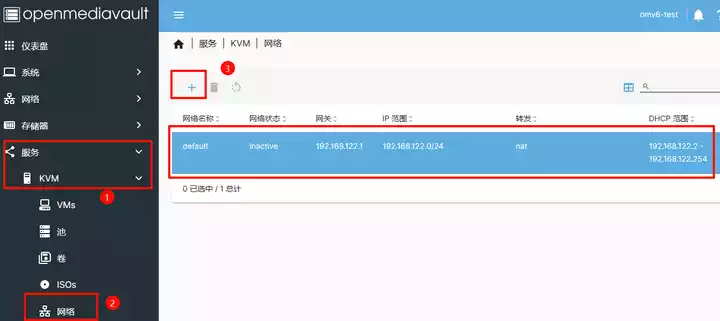 openmediavault
omv6-test
仪表盘
系统
网络
存储器
服务
KVM
1
VMs
池
卷
ISOs
网络
2
| 服务 | KVM | 网络
3
网络名称: 网络状态: 网关 IP 范围: 转发: DHCP 范围:
default Inactive 192.168.122.1 192.168.122.0/24 nat 192.168.122.2 -
192.168.122.254
0 已选中 / 1 总计